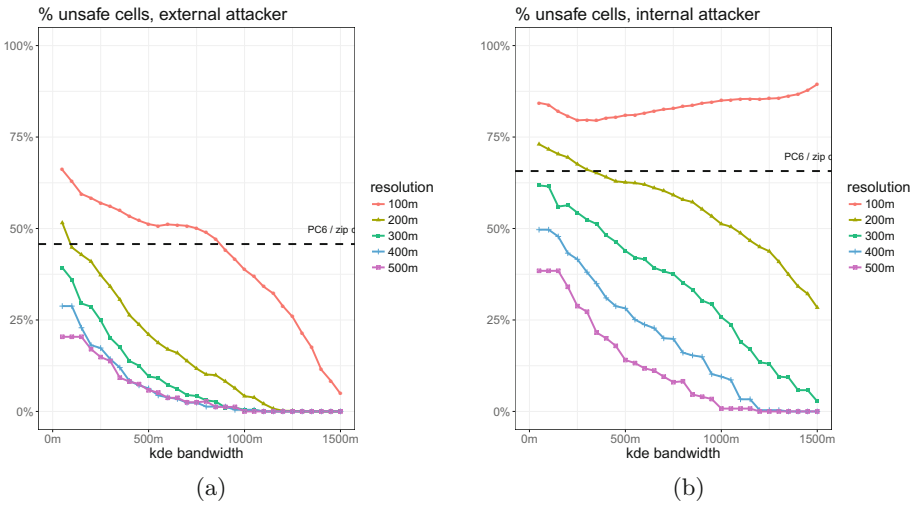 % unsafe cells, external attacker
100%
75%
50%
25%
0%
PC6 / zip c
0m
500m
1000m
1500m
kde bandwidth
resolution
100m
200m
300m
400m
500m
(a)
% unsafe cells, internal attacker
100%
75%
50%
25%
0%
PC6 / zip c
0m
500m
1000m
1500m
kde bandwidth
resolution
100m
200m
300m
400m
500m
(b)